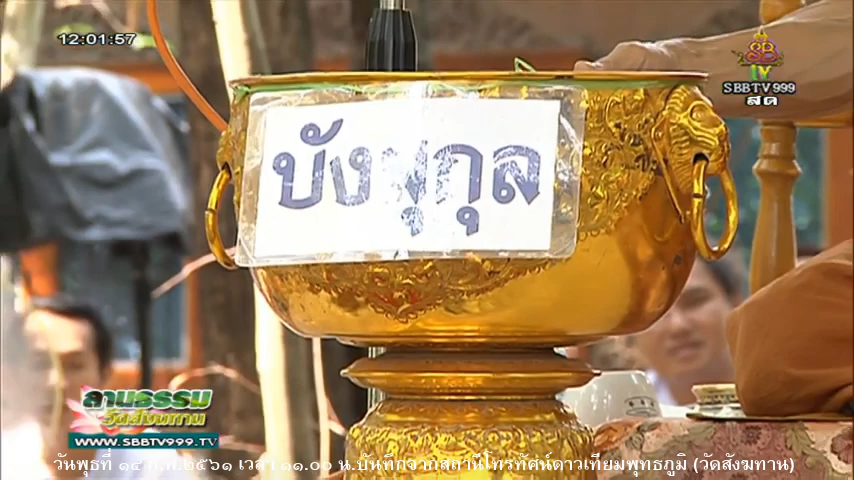 12:01:57
SB
TV
SBBTV999
สด
บังสุกุล
ลานธรรม
วัดสังฆทาน
WWW.SBBTV999.TV
วันพุธที่ ๑๔ ก.พ.๒๕๖๑ เวลา ๑๑.๐๐ น.บันทึกจากสถานีโทรทัศน์ดาวเทียมพุทธภูมิ (วัดสังฆทาน)